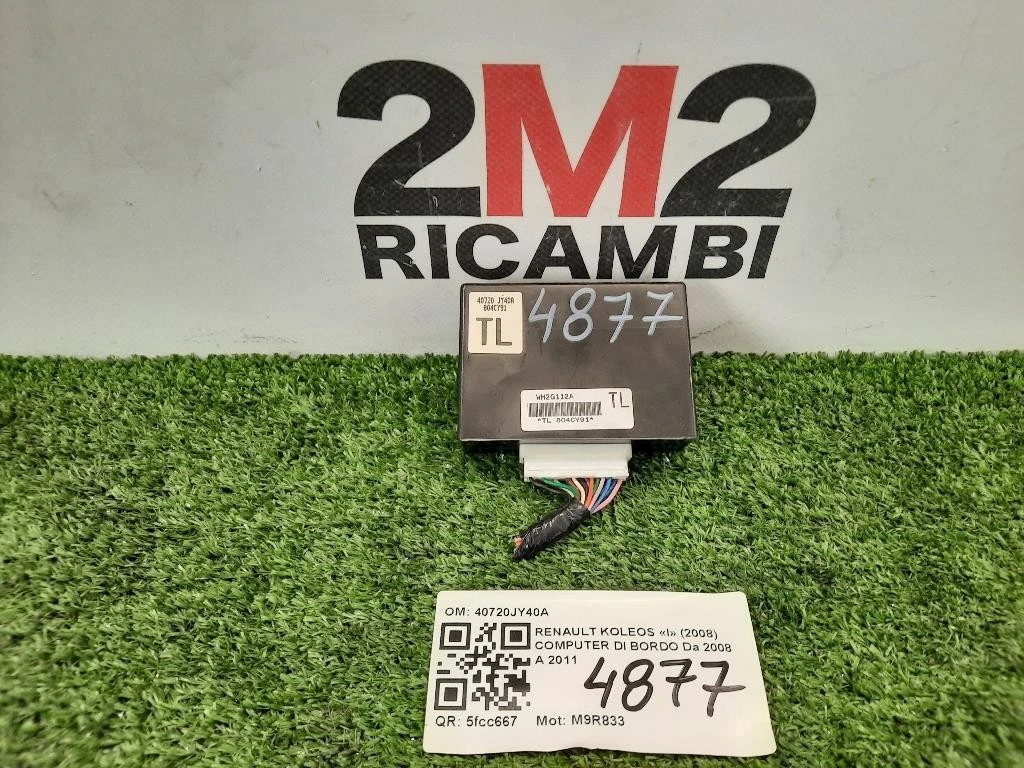 2M2
RICAMBI
40720 JY40A
804CY91
TL
4877
WH2G112A
TL
*TL 804CY91*
OM: 40720JY40A
RENAULT KOLEOS «I» (2008)
COMPUTER DI BORDO Da 2008
A 2011
4877
QR: 5fcc667 Mot: M9R833